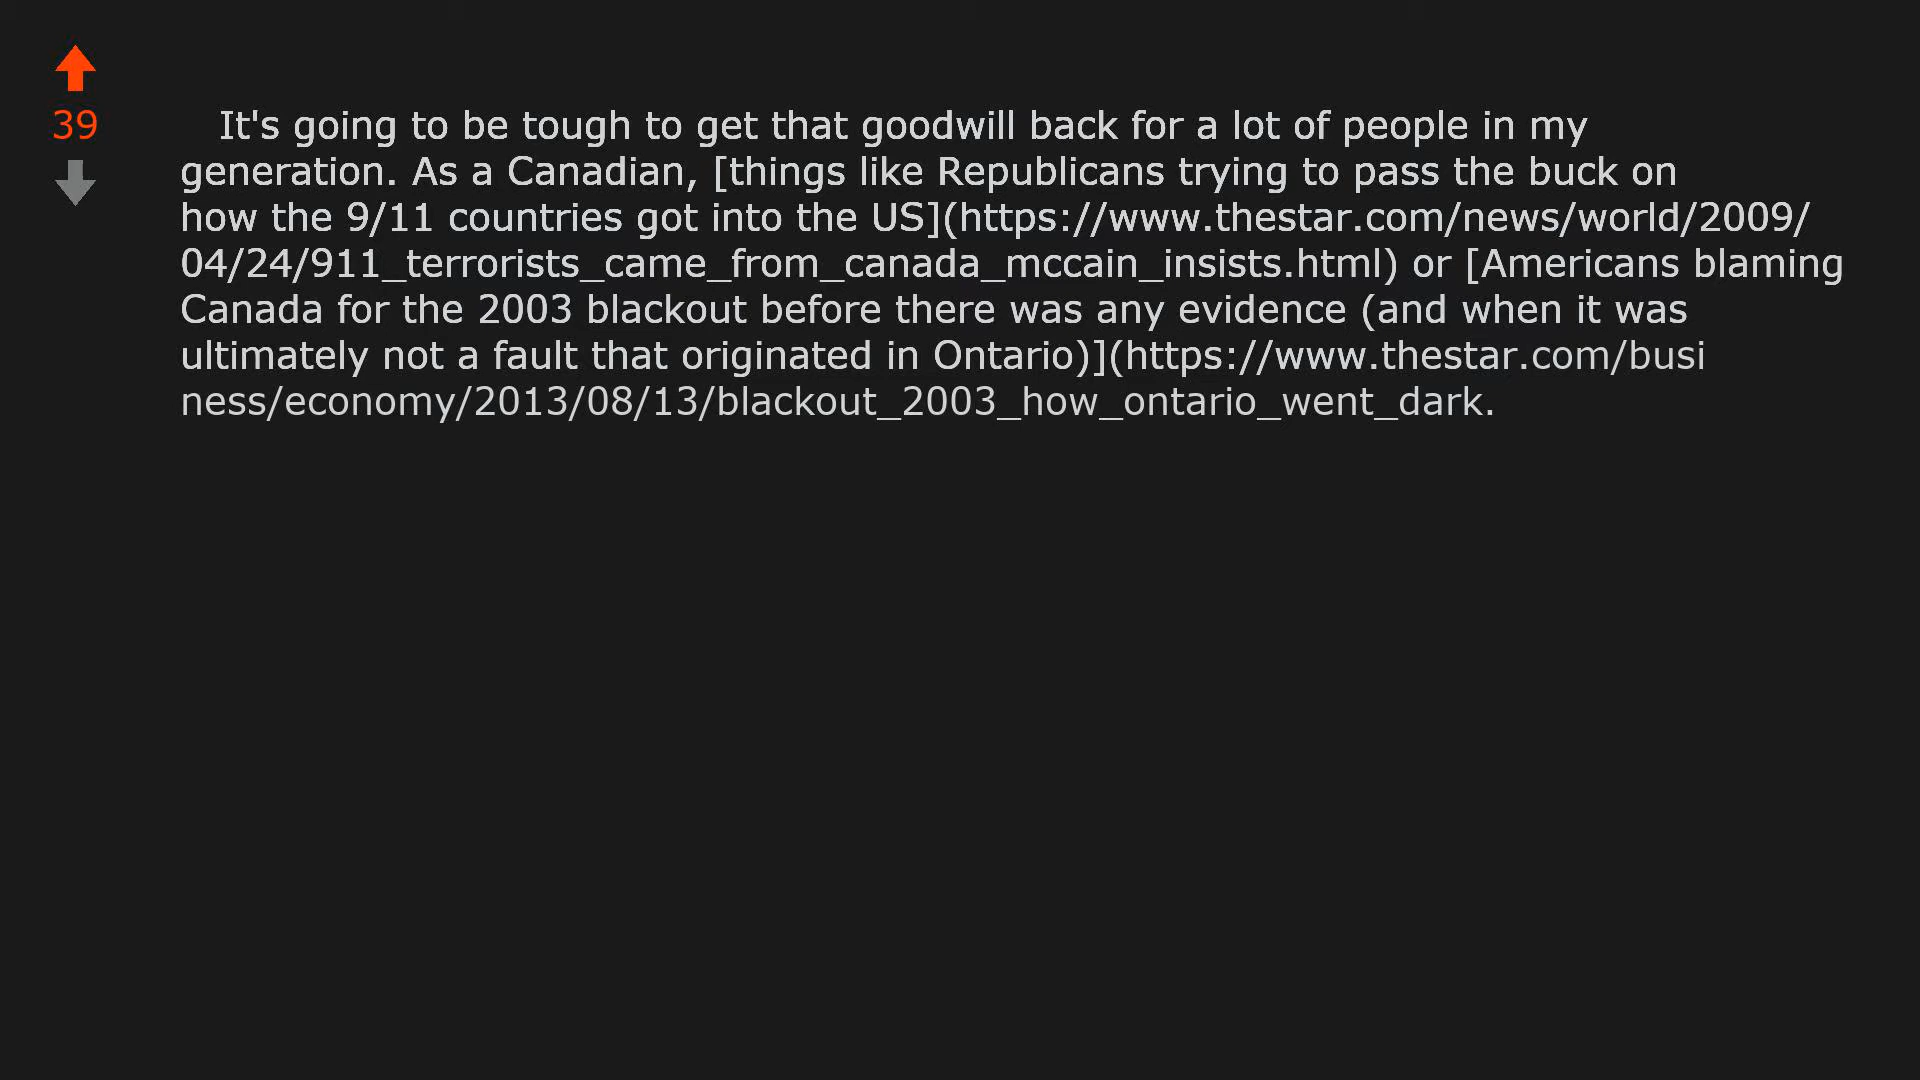 39
It's going to be tough to get that goodwill back for a lot of people in my
generation. As a Canadian, [things like Republicans trying to pass the buck on
how the 9/11 countries got into the US](https://www.thestar.com/news/world/2009/
04/24/911_terrorists_came_from_canada_mccain_insists.html) or [Americans blaming
Canada for the 2003 blackout before there was any evidence (and when it was
ultimately not a fault that originated in Ontario)](https://www.thestar.com/busi
ness/economy/2013/08/13/blackout_2003_how_ontario_went_dark.